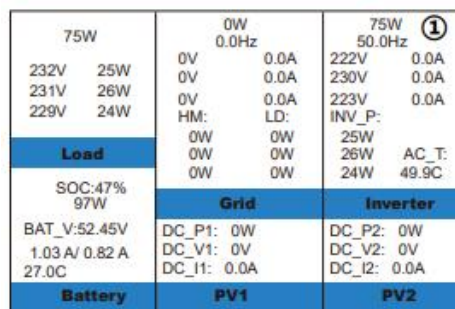 75W
232V 25W
231V 26W
229V 24W
Load
0W
0.0Hz
0V 0.0A
0V 0.0A
0V 0.0A
HM: LD:
0W 0W
0W 0W
0W 0W
Grid
75W ①
50.0Hz
222V 0.0A
230V 0.0A
223V 0.0A
INV_P:
25W
26W AC_T:
24W 49.9C
Inverter
SOC:47%
97W
BAT_V:52.45V
1.03 A/ 0.82 A
27.0C
Battery
DC_P1: 0W
DC_V1: 0V
DC_I1: 0.0A
PV1
DC_P2: 0W
DC_V2: 0V
DC_I2: 0.0A
PV2